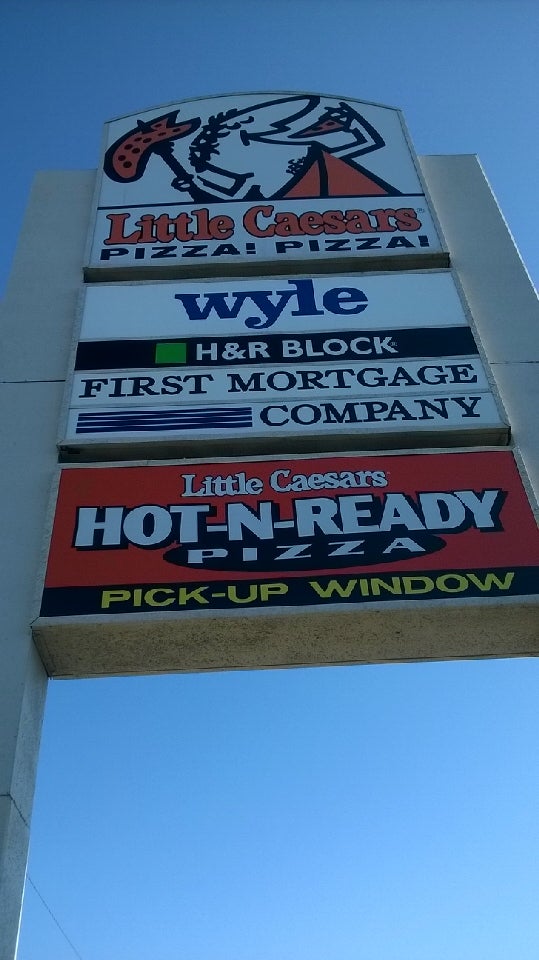 Little Caesars®
PIZZA! PIZZA!
wyle
H&R BLOCK®
FIRST MORTGAGE
COMPANY
Little Caesars
HOT-N-READY
PIZZA
PICK-UP WINDOW